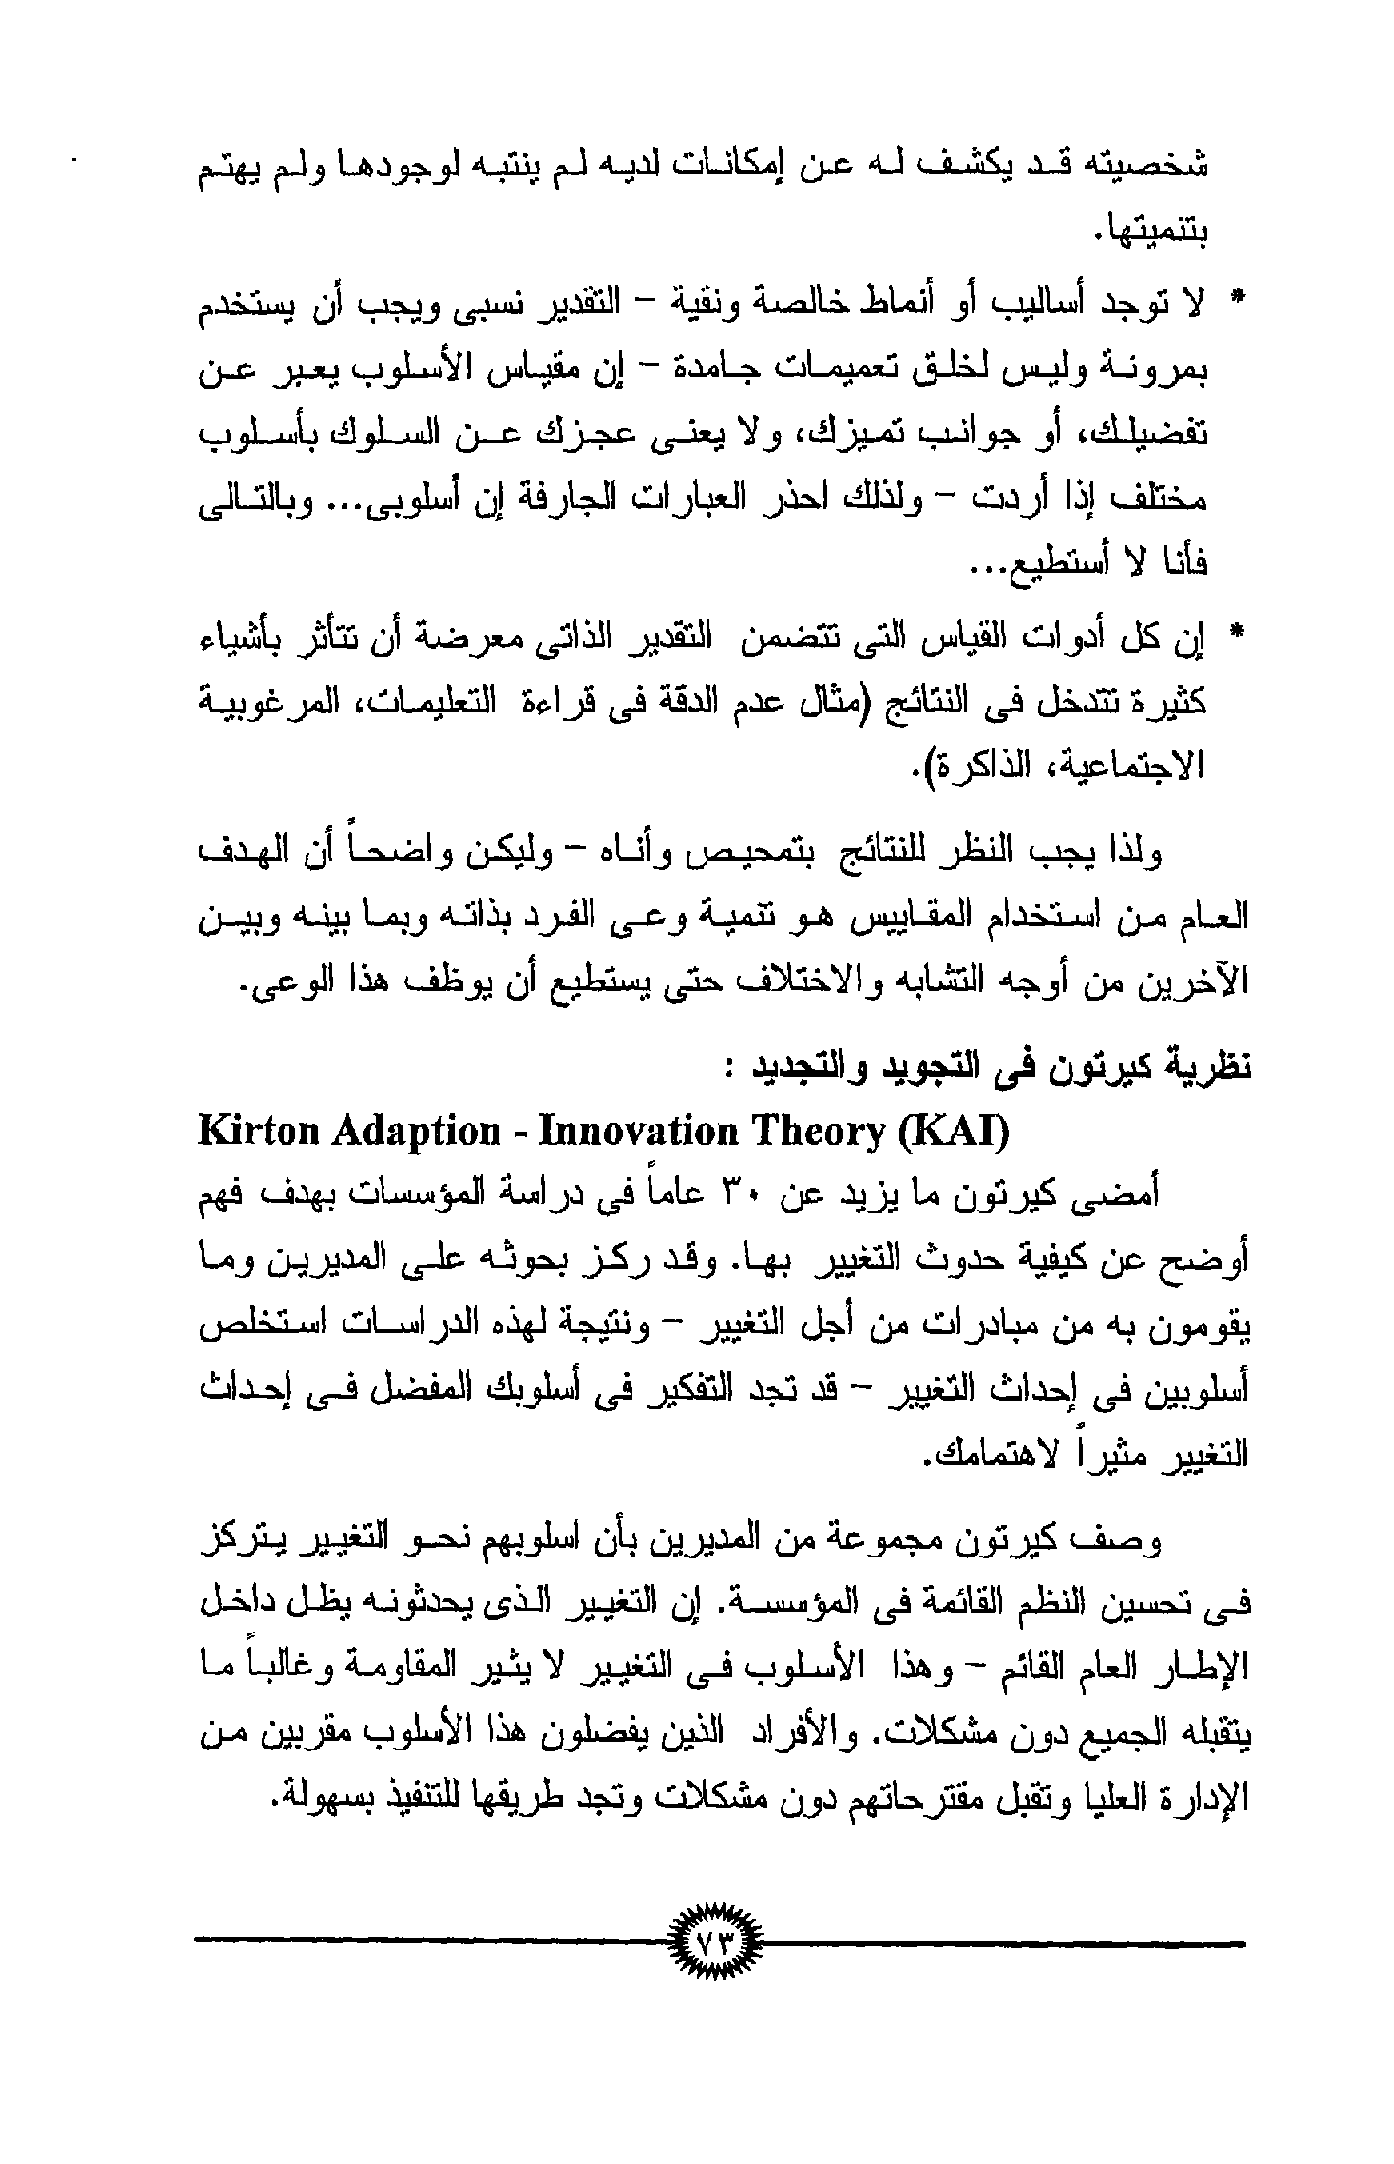 شخصيته قد يكشف له عن إمكانات لديه لم ينتبه لوجودها ولم يهتم
بتنميتها.
* لا توجد أساليب أو أنماط خالصة ونقية - التقدير نسبى ويجب أن يستخدم
بمرونة وليس لخلق تعميمات جامدة - إن مقياس الأسلوب يعبر عن
تفضيلك، أو جوانب تميزك، ولا يعنى عجزك عن السلوك بأسلوب
مختلف إذا أردت - ولذلك احذر العبارات الجارفة إن أسلوبى... وبالتالى
فأنا لا أستطيع...
* إن كل أدوات القياس التى تتضمن التقدير الذاتى معرضة أن تتأثر بأشياء
كثيرة تتدخل فى النتائج (مثال عدم الدقة فى قراءة التعليمات، المرغوبية
الاجتماعية، الذاكرة).
ولذا يجب النظر للنتائج بتمحيص وأناه - وليكن واضحاً أن الهدف
العام من استخدام المقاييس هو تنمية وعى الفرد بذاته وبما بينه وبين
الآخرين من أوجه التشابه والاختلاف حتى يستطيع أن يوظف هذا الوعى.
نظرية كيرتون فى التجويد والتجديد :
Kirton Adaption - Innovation Theory (KAI)
أمضى كيرتون ما يزيد عن ٣٠ عاماً فى دراسة المؤسسات بهدف فهم
أوضح عن كيفية حدوث التغيير بها. وقد ركز بحوثه على المديرين وما
يقومون به من مبادرات من أجل التغيير - ونتيجة لهذه الدراسات استخلص
أسلوبين فى إحداث التغيير - قد تجد التفكير فى أسلوبك المفضل فى إحداث
التغيير مثيراً لاهتمامك.
وصف كيرتون مجموعة من المديرين بأن اسلوبهم نحو التغيير يتركز
فى تحسين النظم القائمة فى المؤسسة. إن التغيير الذى يحدثونه يظل داخل
الإطار العام القائم - وهذا الأسلوب فى التغيير لا يثير المقاومة وغالباً ما
يتقبله الجميع دون مشكلات. والأفراد الذين يفضلون هذا الأسلوب مقربين من
الإدارة العليا وتقبل مقترحاتهم دون مشكلات وتجد طريقها للتنفيذ بسهولة.
٧٣